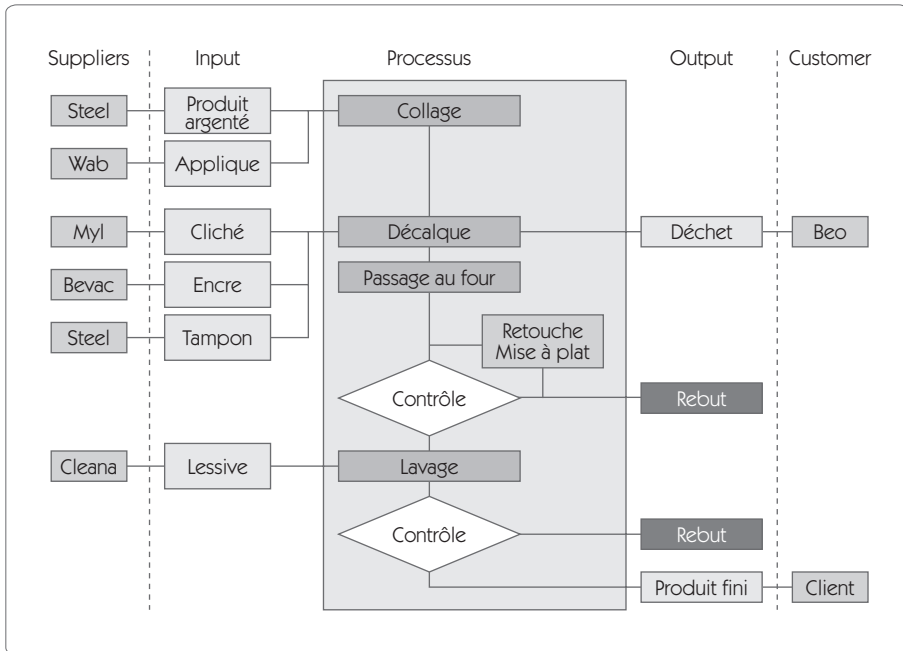 Suppliers
Input
Processus
Output
Customer
Steel
Produit
argenté
Collage
Wab
Applique
Myl
Cliché
Décalque
Déchet
Beo
Bevac
Encre
Passage au four
Steel
Tampon
Retouche
Mise à plat
Contrôle
Rebut
Cleana
Lessive
Lavage
Contrôle
Rebut
Produit fini
Client